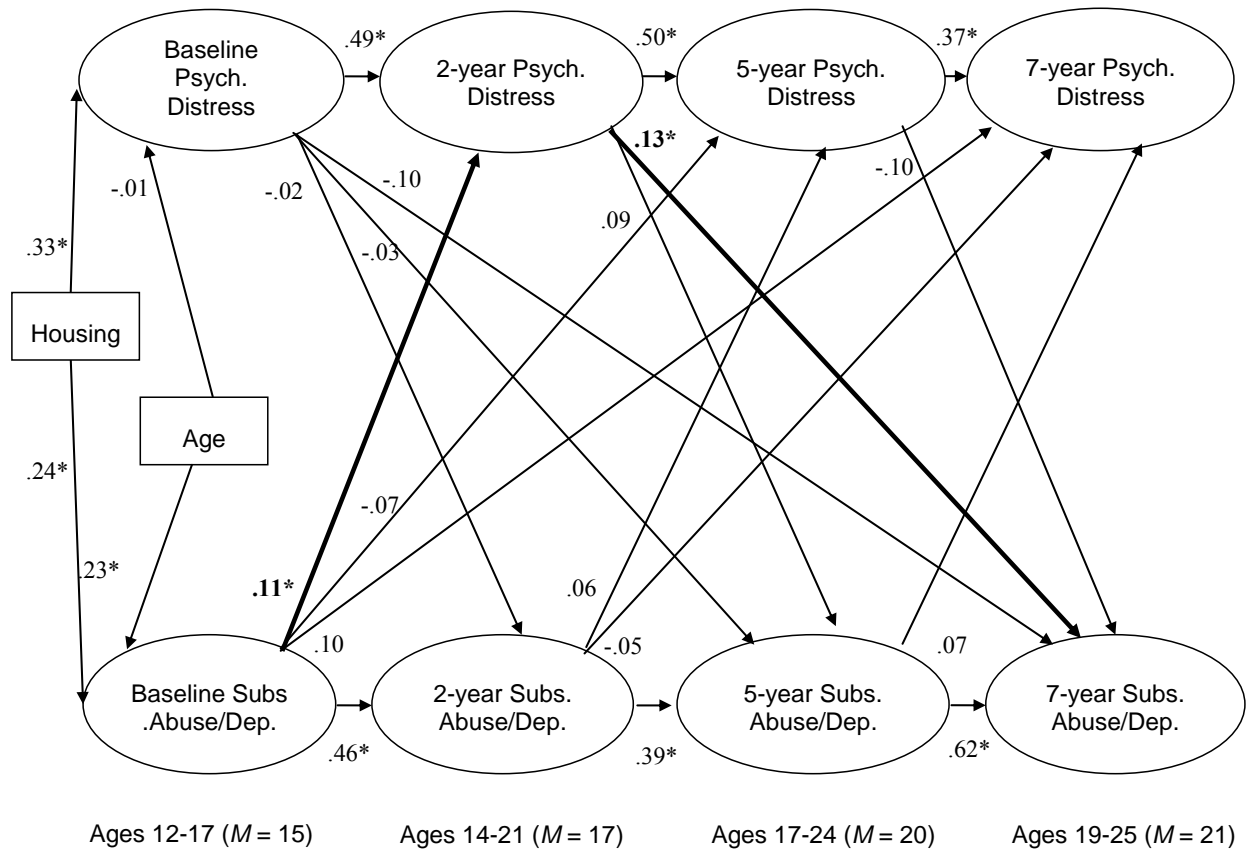 .49*
.50*
.37*
Baseline
Psych.
Distress
2-year Psych.
Distress
5-year Psych.
Distress
7-year Psych.
Distress
.13*
-.01
-.02
-.10
-.10
.09
.33*
-.03
Housing
Age
.24*
-.07
.23*
.11*
.06
.10
-.05
.07
Baseline Subs
.Abuse/Dep.
2-year Subs.
Abuse/Dep.
5-year Subs.
Abuse/Dep.
7-year Subs.
Abuse/Dep.
.46*
.39*
.62*
Ages 12-17 (M = 15)
Ages 14-21 (M = 17)
Ages 17-24 (M = 20)
Ages 19-25 (M = 21)